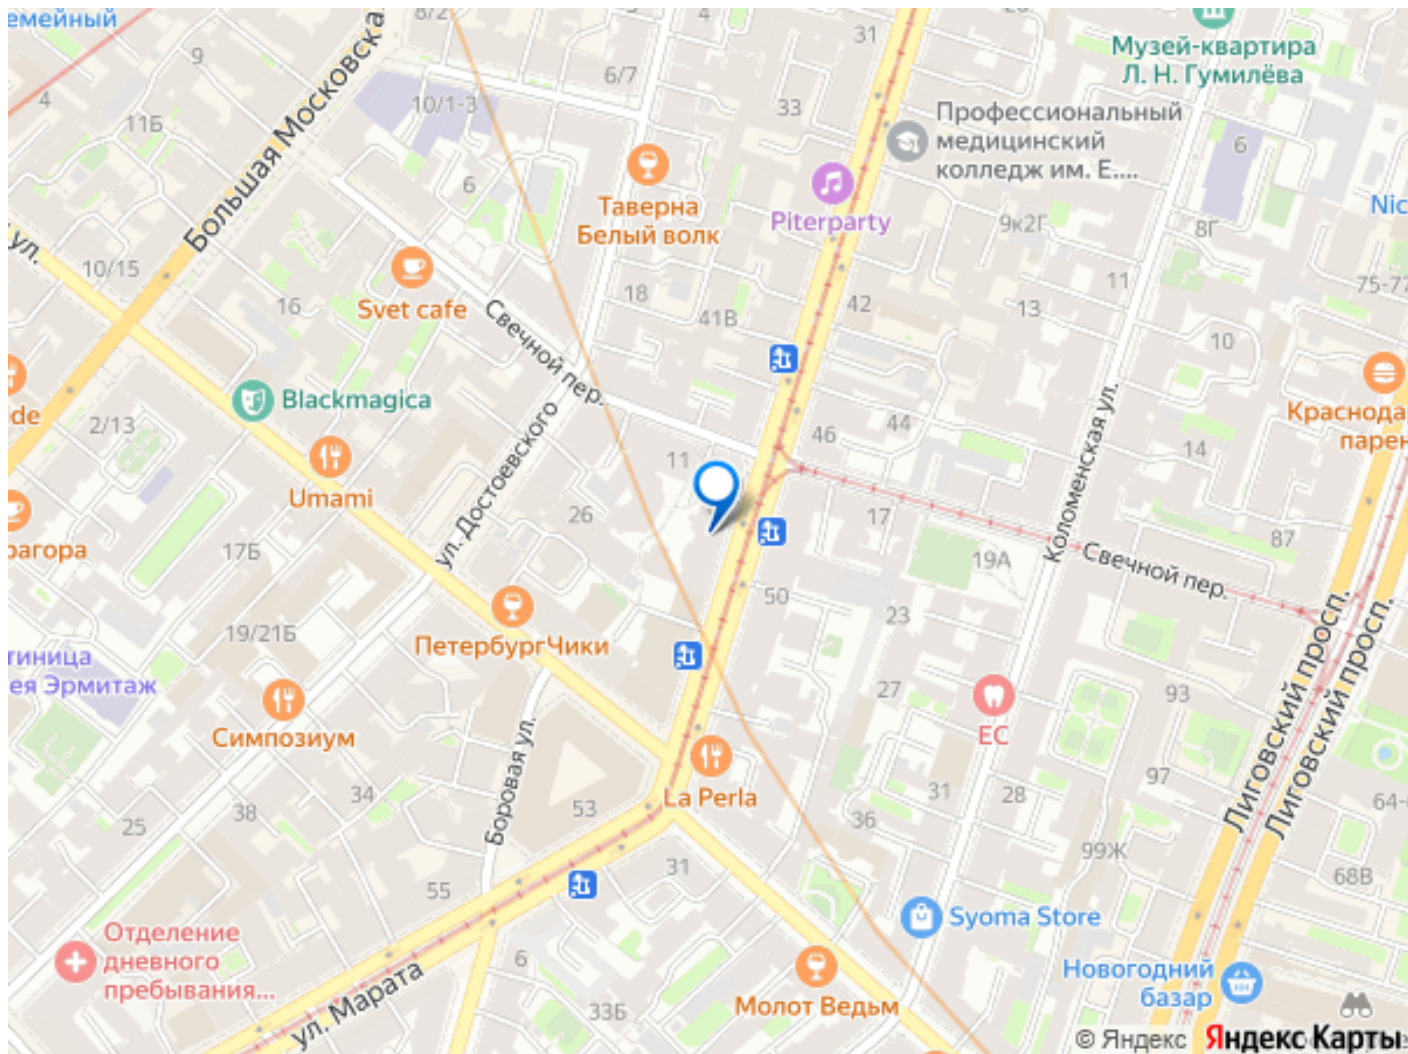 емейный
8/2
4
31
Музей-квартира
Л. Н. Гумилёва
9
6/7
4
10/1-3
33
Профессиональный
медицинский
колледж им. Е....
11Б
Большая Московская
6
6
Таверна
Белый волк
Piterparty
Nic
9к2Г
8Г
ул.
10/15
16
Svet cafe
18
41В
42
11
13
75-77
Свечной пер.
10
Blackmagica
de
2/13
ул. Достоевского
44
46
Коломенская ул.
14
Краснода
парен
Umami
11
26
17
рагора
17Б
19А
87
Свечной пер.
50
23
ПетербургЧики
19/21Б
тиница
ея Эрмитаж
27
93
Симпозиум
ЕС
Лиговский просп.
Лиговский просп.
Боровая ул.
La Perla
97
34
38
25
53
31
28
36
64-
99Ж
31
55
68В
Syoma Store
Отделение
дневного
пребывания...
6
ул. Марата
33Б
Молот Ведьм
Новогодний
базар
© Яндекс Яндекс Карты